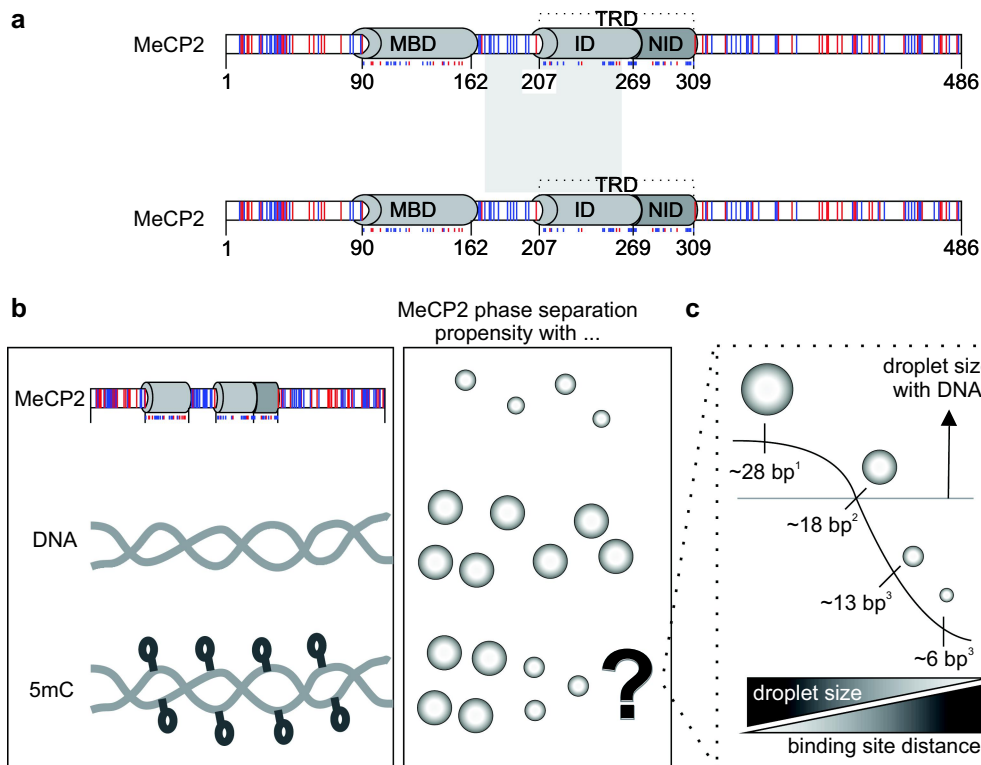 a
TRD
MeCP2
MBD
ID
NID
1
90
162
207
269
309
486
TRD
MeCP2
MBD
ID
NID
1
90
162
207
269
309
486
b
MeCP2 phase separation
propensity with ...
MeCP2
DNA
5mC
?
c
droplet siz
with DNA
~28 bp¹
~18 bp²
~13 bp³
~6 bp³
droplet size
binding site distance